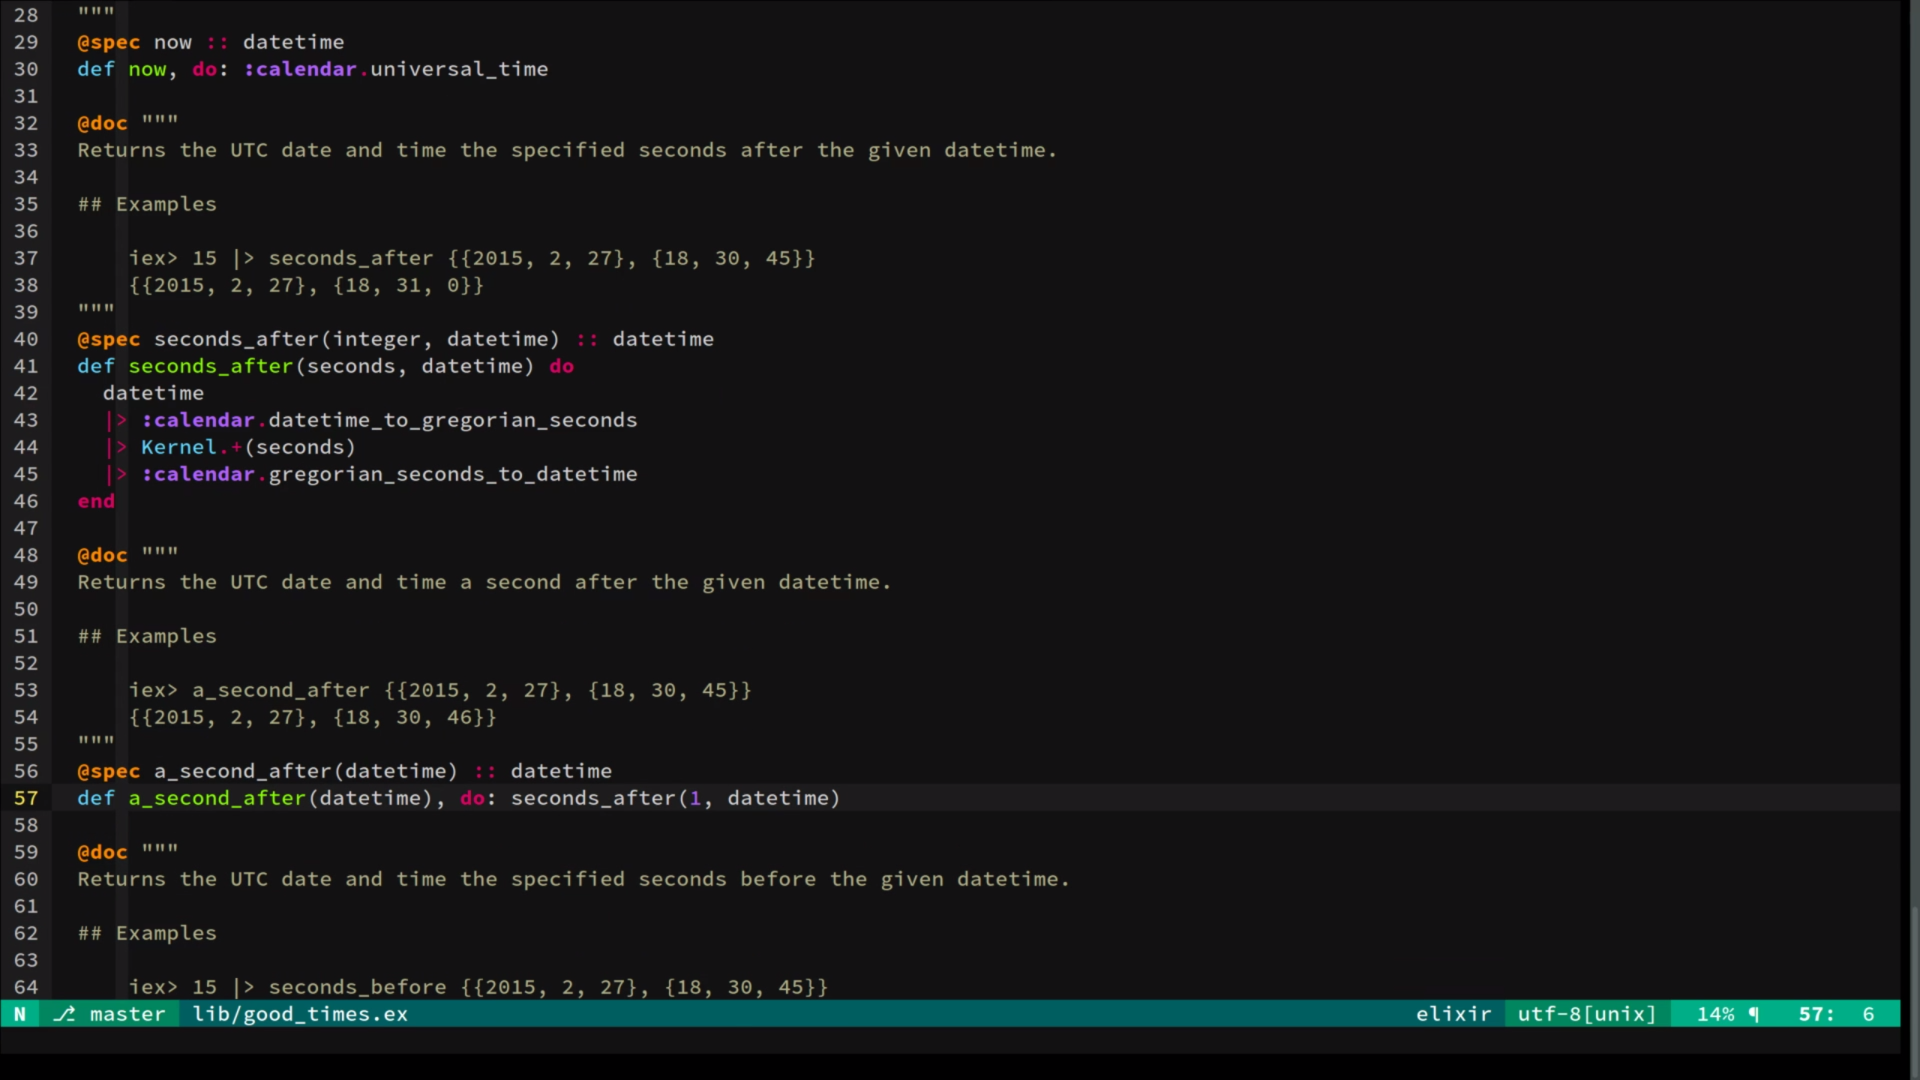 28 """
29 @spec now :: datetime
30 def now, do: :calendar.universal_time
31
32 @doc """
33 Returns the UTC date and time the specified seconds after the given datetime.
34
35 ## Examples
36
37     iex> 15 |> seconds_after {{2015, 2, 27}, {18, 30, 45}}
38     {{2015, 2, 27}, {18, 31, 0}}
39 """
40 @spec seconds_after(integer, datetime) :: datetime
41 def seconds_after(seconds, datetime) do
42   datetime
43   |> :calendar.datetime_to_gregorian_seconds
44   |> Kernel.+(seconds)
45   |> :calendar.gregorian_seconds_to_datetime
46 end
47
48 @doc """
49 Returns the UTC date and time a second after the given datetime.
50
51 ## Examples
52
53     iex> a_second_after {{2015, 2, 27}, {18, 30, 45}}
54     {{2015, 2, 27}, {18, 30, 46}}
55 """
56 @spec a_second_after(datetime) :: datetime
57 def a_second_after(datetime), do: seconds_after(1, datetime)
58
59 @doc """
60 Returns the UTC date and time the specified seconds before the given datetime.
61
62 ## Examples
63
64     iex> 15 |> seconds_before {{2015, 2, 27}, {18, 30, 45}}
N ⎇ master lib/good_times.ex elixir utf-8[unix] 14% ¶ 57: 6